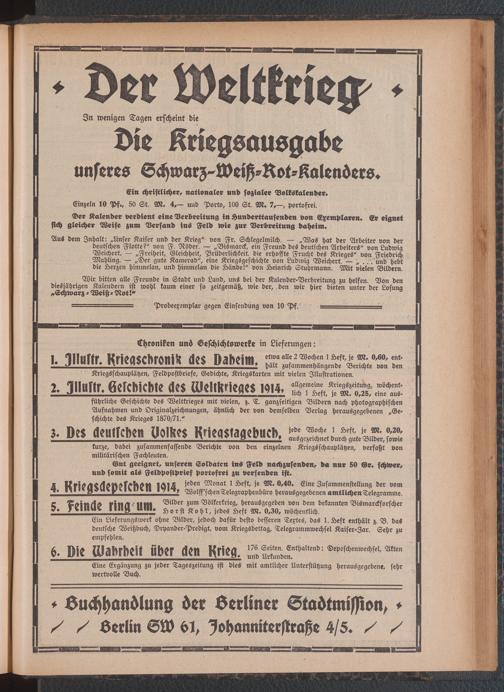 Der Weltkrieg
In wenigen Tagen erscheint die
Die Kriegsausgabe
unseres Schwarz-Weiß-Rot-Kalenders.
Ein christlicher, nationaler und sozialer Volkskalender.
Einzeln 10 Pf., 50 St. M. 4,— und Porto, 100 St. M. 7,—, portofrei.
Der Kalender verdient eine Verbreitung in Hunderttausenden von Exemplaren. Er eignet
sich gleicher Weise zum Versand ins Feld wie zur Verbreitung daheim.
Aus dem Inhalt: „Unser Kaiser und der Krieg“ von Fr. Schlegelmilch. — „Was hat der Arbeiter von der
deutschen Flotte?“ von F. Röder. — „Bismarck, ein Freund des deutschen Arbeiters“ von Ludwig
Weichert. — „Freiheit, Gleichheit, Brüderlichkeit die erhoffte Frucht des Krieges“ von Friedrich
Mahling. — „Der gute Kamerad“, eine Kriegsgeschichte von Ludwig Weichert. — „... und hebt
die Herzen himmelan, und himmelan die Hände!“ von Heinrich Stuhrmann. Mit vielen Bildern.
Wir bitten alle Freunde in Stadt und Land, uns bei der Kalender-Verbreitung zu helfen. Von den
diesjährigen Kalendern ist wohl kaum einer so zeitgemäß, wie der, den wir hier bieten unter der Losung
„Schwarz-Weiß-Rot!“
Probeexemplar gegen Einsendung von 10 Pf.
Chroniken und Geschichtswerke in Lieferungen:
1. Illustr. Kriegschronik des Daheim, etwa alle 2 Wochen 1 Heft, je M. 0,60, ent-
hält zusammenhängende Berichte von den
Kriegsschauplätzen, Feldpostbriefe, Gedichte, Kriegskarten mit vielen Illustrationen.
2. Illustr. Geschichte des Weltkrieges 1914, allgemeine Kriegszeitung, wöchent-
lich 1 Heft, je M. 0,25, eine aus-
führliche Geschichte des Weltkrieges mit vielen, z. T. ganzseitigen Bildern nach photographischen
Aufnahmen und Originalzeichnungen, ähnlich der von demselben Verlag herausgegebenen „Ge-
schichte des Krieges 1870/71.“
3. Des deutschen Volkes Kriegstagebuch, jede Woche 1 Heft, je M. 0,20,
ausgezeichnet durch gute Bilder, sowie
kurze, dabei zusammenfassende Berichte von den einzelnen Kriegsschauplätzen, verfaßt von
militärischen Fachleuten.
Gut geeignet, unseren Soldaten ins Feld nachzusenden, da nur 50 Gr. schwer,
und somit als Feldpostbrief portofrei zu versenden ist.
4. Kriegsdepeschen 1914, jeden Monat 1 Heft, je M. 0,40. Eine Zusammenstellung der vom
Wolff'schen Telegraphenbüro herausgegebenen amtlichen Telegramme.
5. Feinde ringsum. Bilder zum Völkerkrieg, herausgegeben von dem bekannten Bismarckforscher
Horst Kohl, jedes Heft M. 0,30, wöchentlich.
Ein Lieferungswerk ohne Bilder, jedoch dafür desto besseren Textes, das 1. Heft enthält z. B. das
deutsche Weißbuch, Dryander-Predigt, vom Kriegsbettag, Telegrammwechsel Kaiser-Zar. Sehr zu
empfehlen.
6. Die Wahrheit über den Krieg. 176 Seiten. Enthaltend: Depeschenwechsel, Akten
und Urkunden.
Eine Ergänzung zu jeder Tageszeitung ist dies mit amtlicher Unterstützung herausgegebene, sehr
wertvolle Buch.
Buchhandlung der Berliner Stadtmission,
Berlin SW 61, Johanniterstraße 4/5.